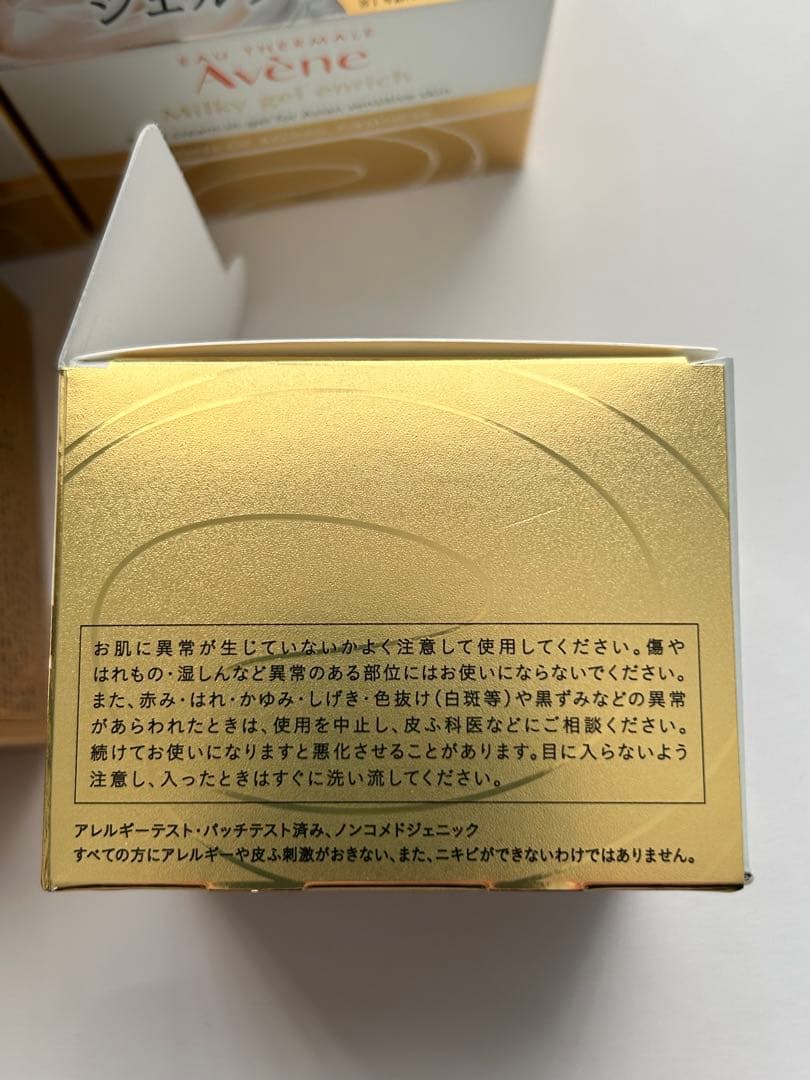 ジェル
EAU THERMALE
Avène
Milky gel enrich
cream in gel for Asian sensitive skin
お肌に異常が生じていないかよく注意して使用してください。傷や
はれもの・湿しんなど異常のある部位にはお使いにならないでください。
また、赤み・はれ・かゆみ・しげき・色抜け(白斑等)や黒ずみなどの異常
があらわれたときは、使用を中止し、皮ふ科医などにご相談ください。
続けてお使いになりますと悪化させることがあります。目に入らないよう
注意し、入ったときはすぐに洗い流してください。
アレルギーテスト・パッチテスト済み、ノンコメドジェニック
すべての方にアレルギーや皮ふ刺激がおきない、また、ニキビができないわけではありません。